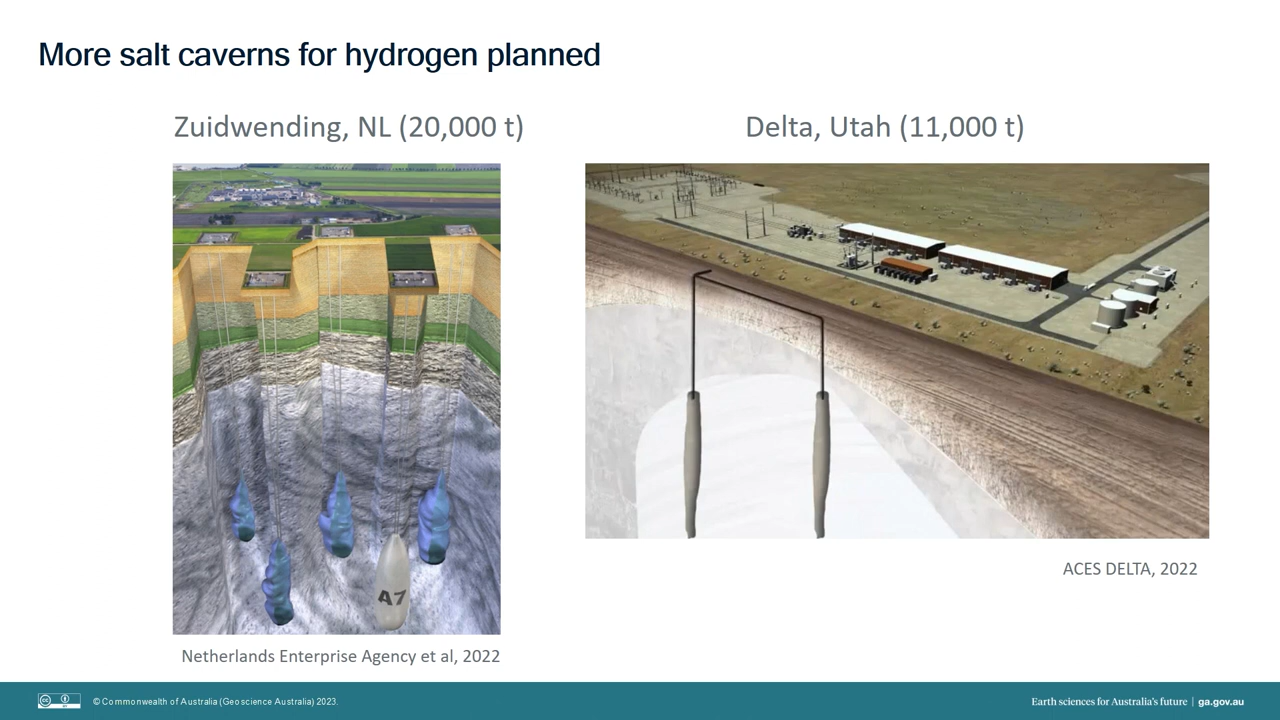 More salt caverns for hydrogen planned
Zuidwending, NL (20,000 t)
Delta, Utah (11,000 t)
A7
ACES DELTA, 2022
Netherlands Enterprise Agency et al, 2022
cc
BY
© Commonwealth of Australia (Geoscience Australia) 2023.
Earth sciences for Australia's future | ga.gov.au